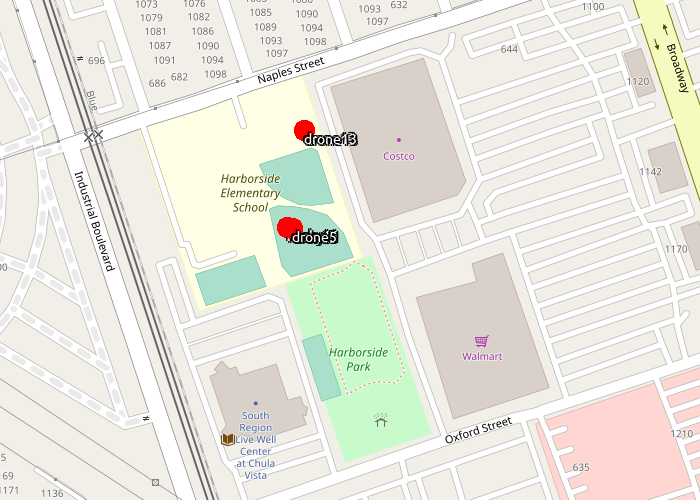 1073
1079
1081
1087
1091
1076
1082
1086
1090
1094
1098
1085
1089
1093
1097
1090
1094
1098
1093
1097
632
1100
696
686
682
644
Naples Street
Broadway
1120
1142
1170
Blue
Industrial Boulevard
drone13
Costco
Harborside
Elementary
School
drone5
Walmart
Harborside
Park
South
Region
Live Well
Center
at Chula
Vista
Oxford Street
1210
635
169
1171
1136